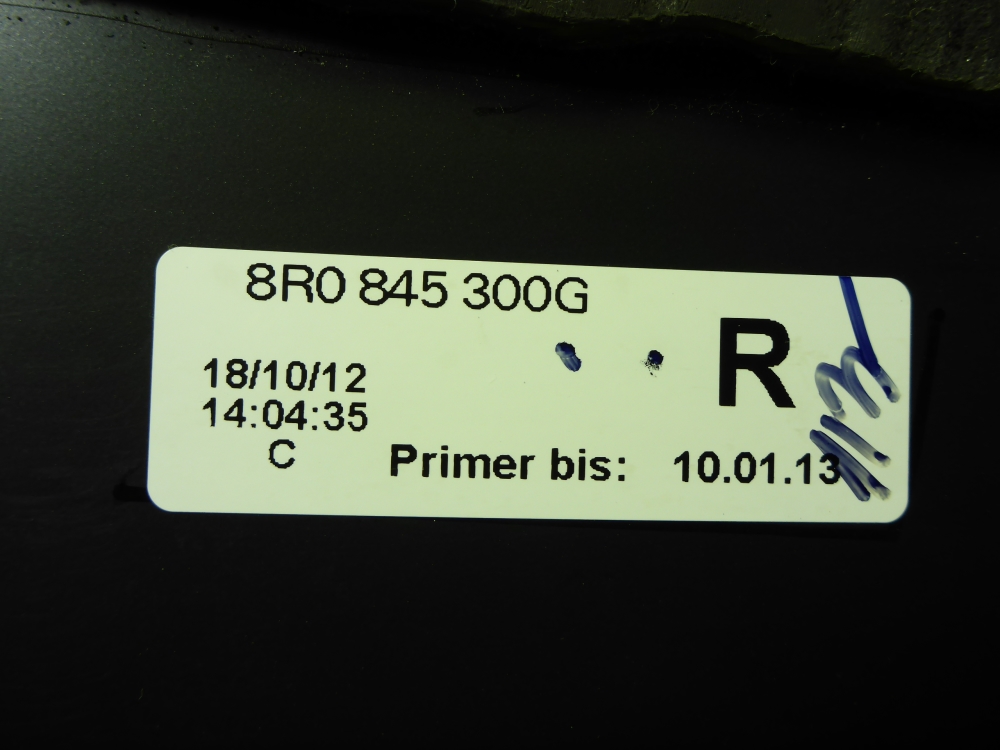 8R0 845 300G
R
18/10/12
14:04:35
C
Primer bis: 10.01.13